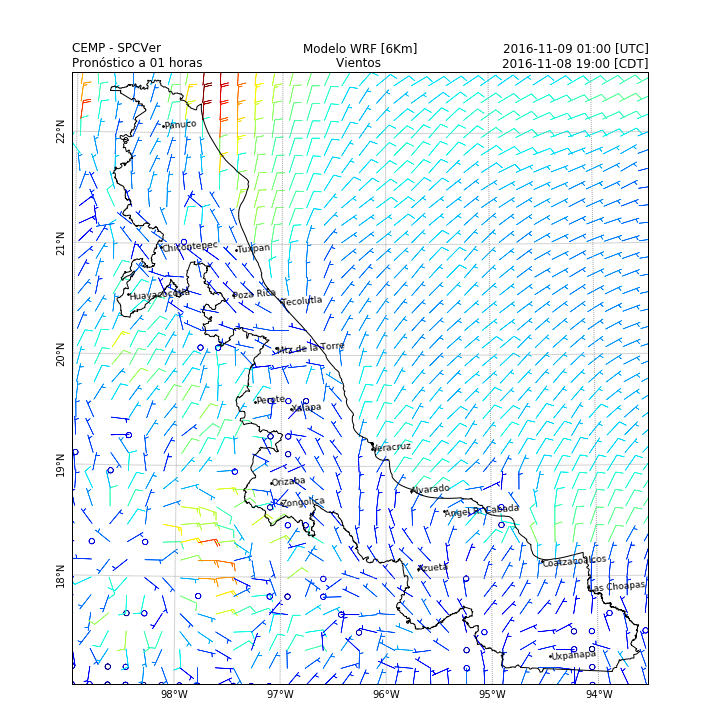 CEMP - SPCVer Modelo WRF [6Km] 2016-11-09 01:00 [UTC]
Pronóstico a 01 horas Vientos 2016-11-08 19:00 [CDT]
22°N
Panuco
21°N
Chicontepec Tuxpan
Huayacocotla Poza Rica Tecolutla
20°N
Mtz de la Torre
Perote Xalapa
19°N
Veracruz
Orizaba Alvarado
Zongolica Angel R. Cabada
18°N
Azueta Coatzacoalcos
Las Choapas
Uxpanapa
98°W 97°W 96°W 95°W 94°W